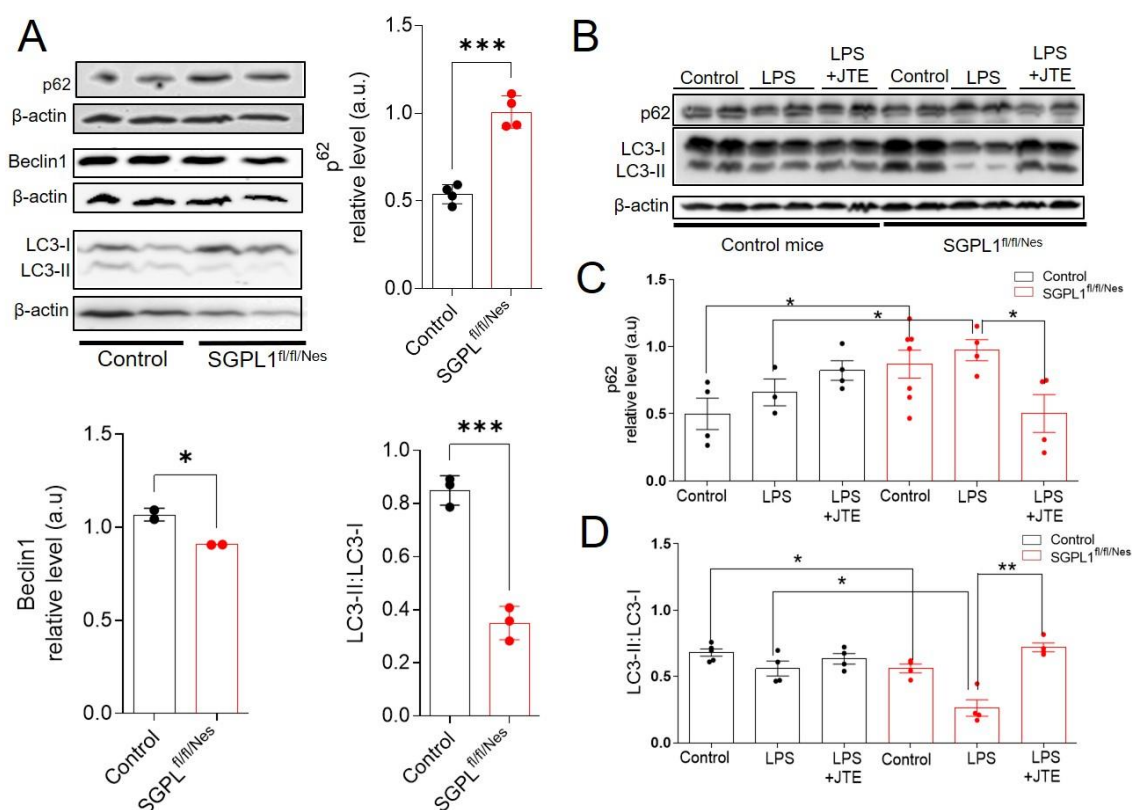 A
p62
β-actin
Beclin1
β-actin
LC3-I
LC3-II
β-actin
Control
SGPL1fl/fl/Nes
***
1.5
1.0
0.5
0.0
p62
relative level (a.u.)
Control
SGPL fl/fl/Nes
*
1.5
1.0
0.5
0.0
Beclin1
relative level (a.u)
Control
SGPL fl/fl/Nes
***
1.0
0.8
0.6
0.4
0.2
0.0
LC3-II:LC3-I
Control
SGPL fl/fl/Nes
B
Control LPS LPS +JTE Control LPS LPS +JTE
p62
LC3-I
LC3-II
β-actin
Control mice
SGPL1fl/fl/Nes
C
Control
SGPL1fl/fl/Nes
* * *
1.5
1.0
0.5
0.0
p62
relative level (a.u)
Control LPS LPS +JTE Control LPS LPS +JTE
D
Control
SGPL1fl/fl/Nes
* * **
1.5
1.0
0.5
0.0
LC3-II:LC3-I
Control LPS LPS +JTE Control LPS LPS +JTE